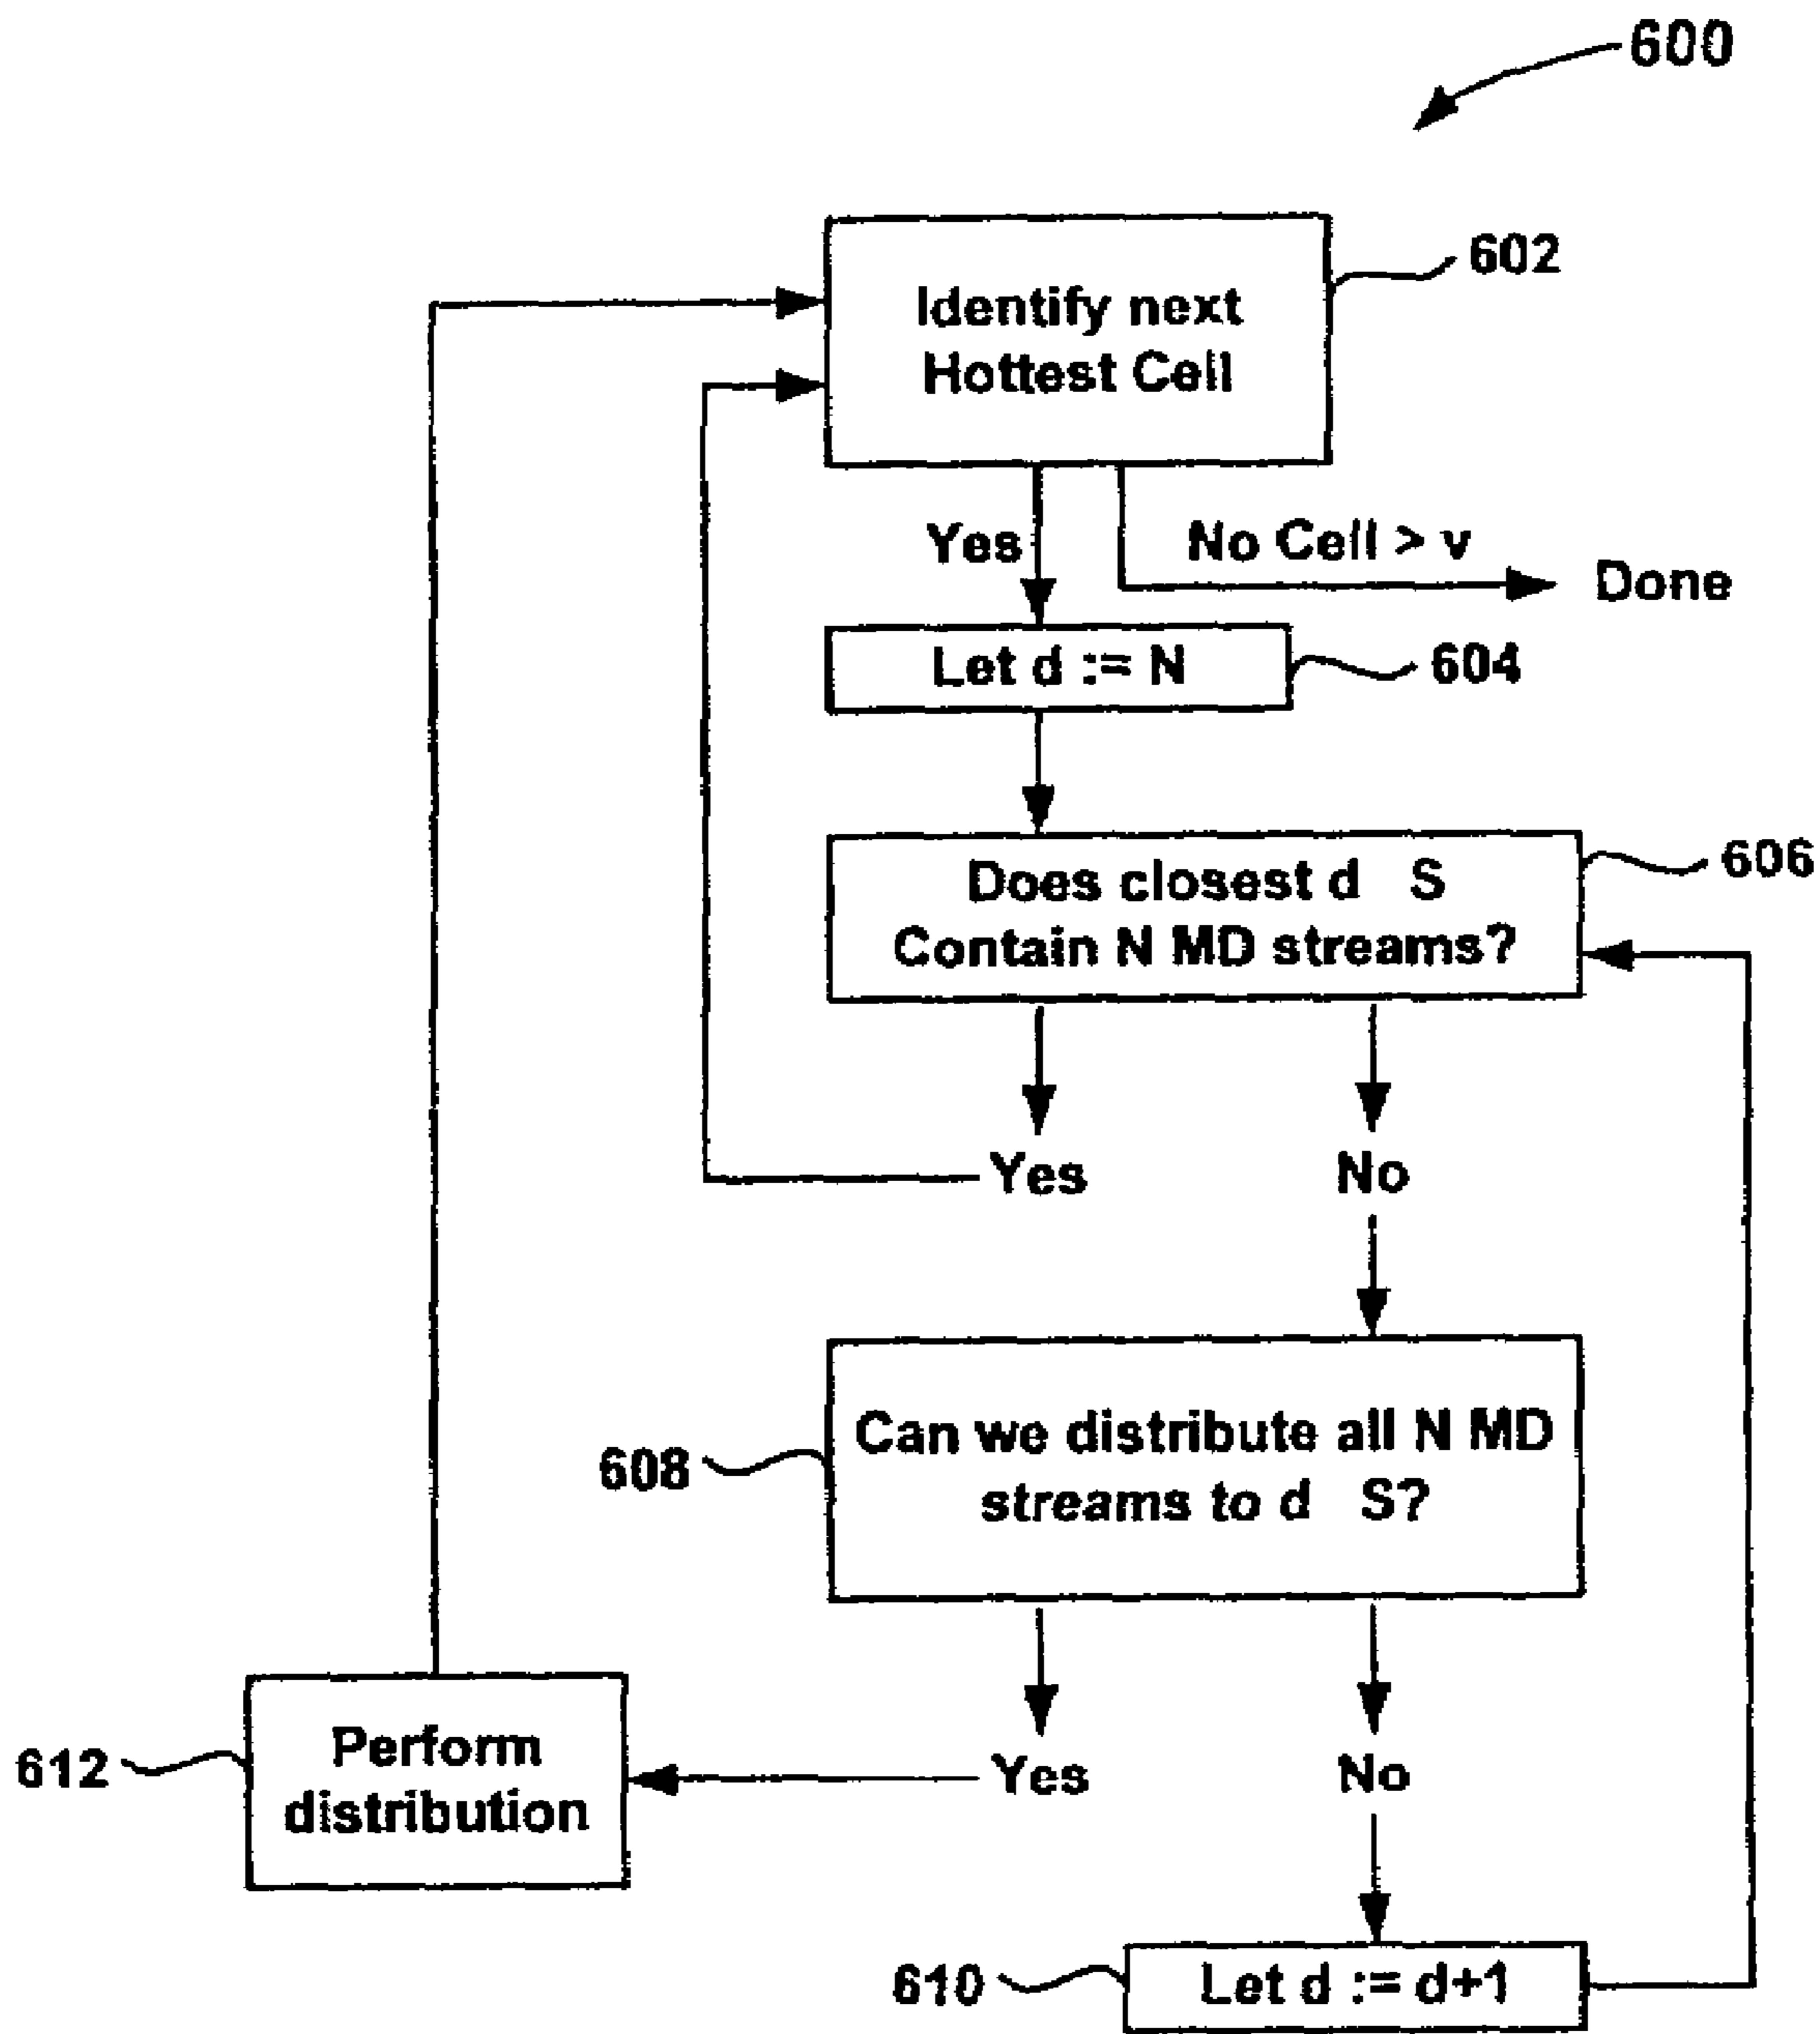 600
602
Identify next
Hottest Cell
Yes
No Cell > v
Done
Let d := N
604
606
Does closest d S
Contain N MD streams?
Yes
No
608
Can we distribute all N MD
streams to d S?
612
Perform
distribution
Yes
No
610
Let d := d+1